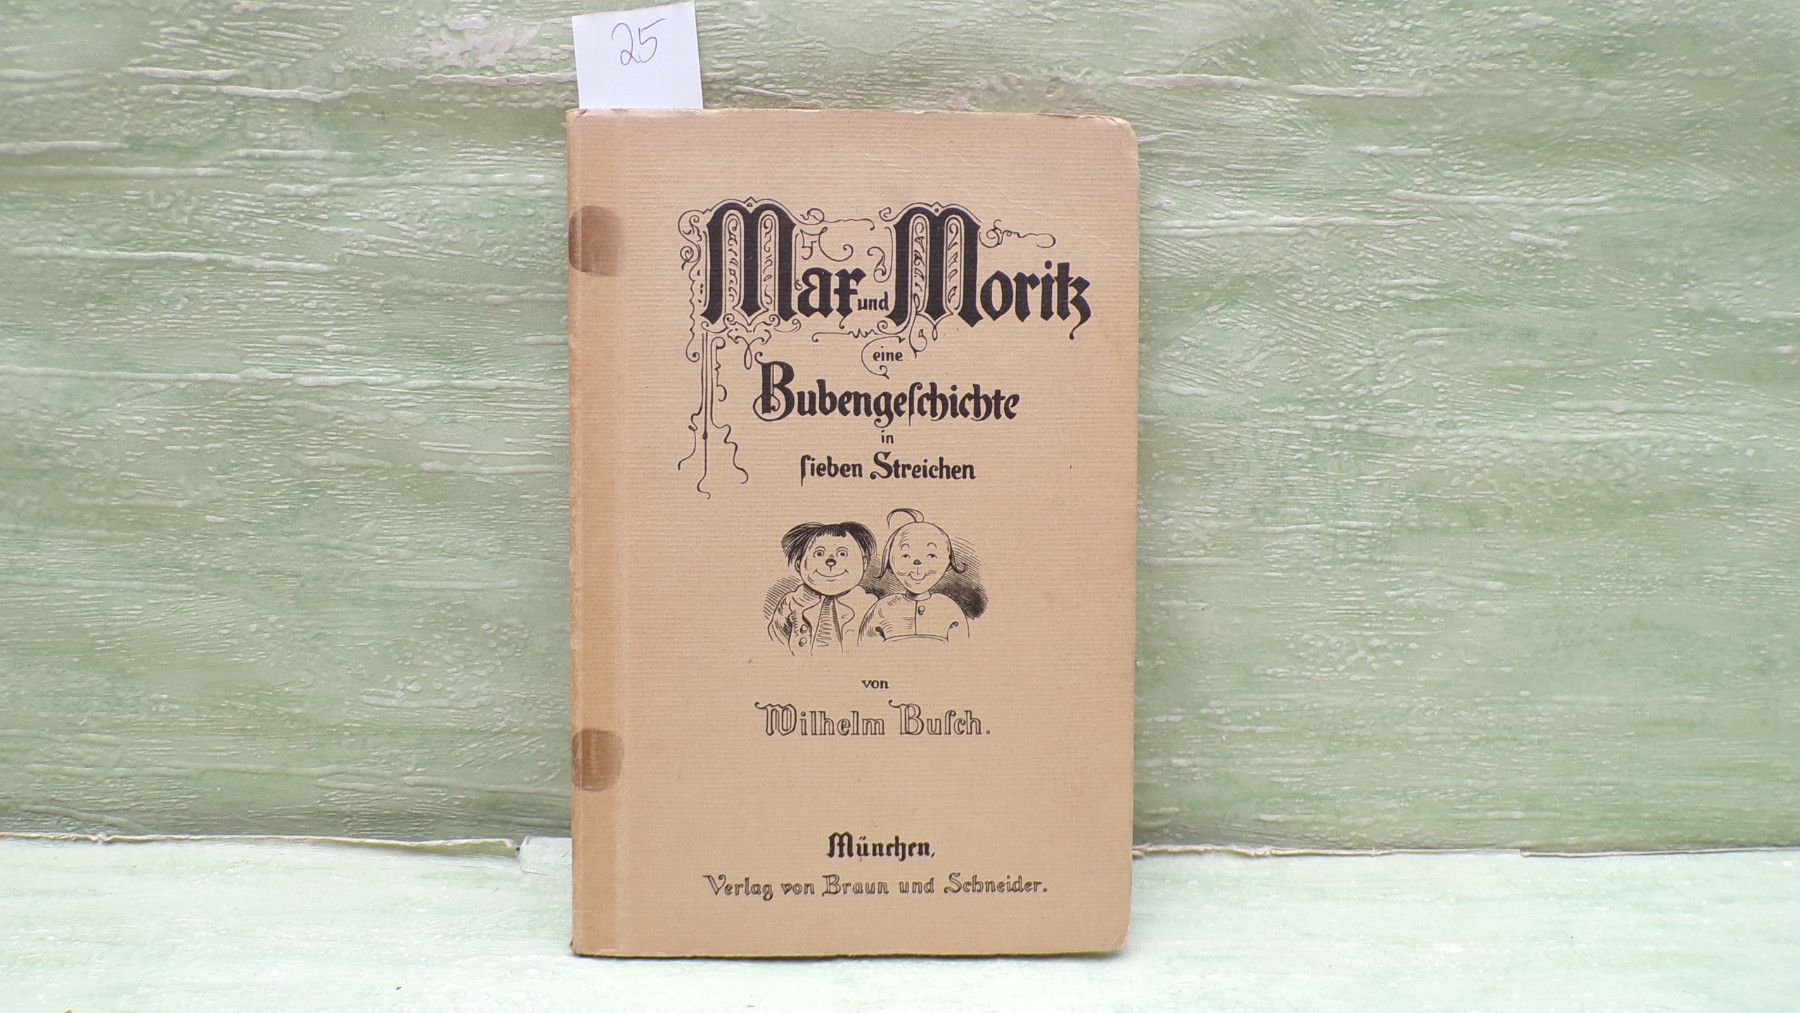 25
Max und Moritz
eine
Bubengeſchichte
in
ſieben Streichen
von
Wilhelm Buſch.
München,
Verlag von Braun und Schneider.